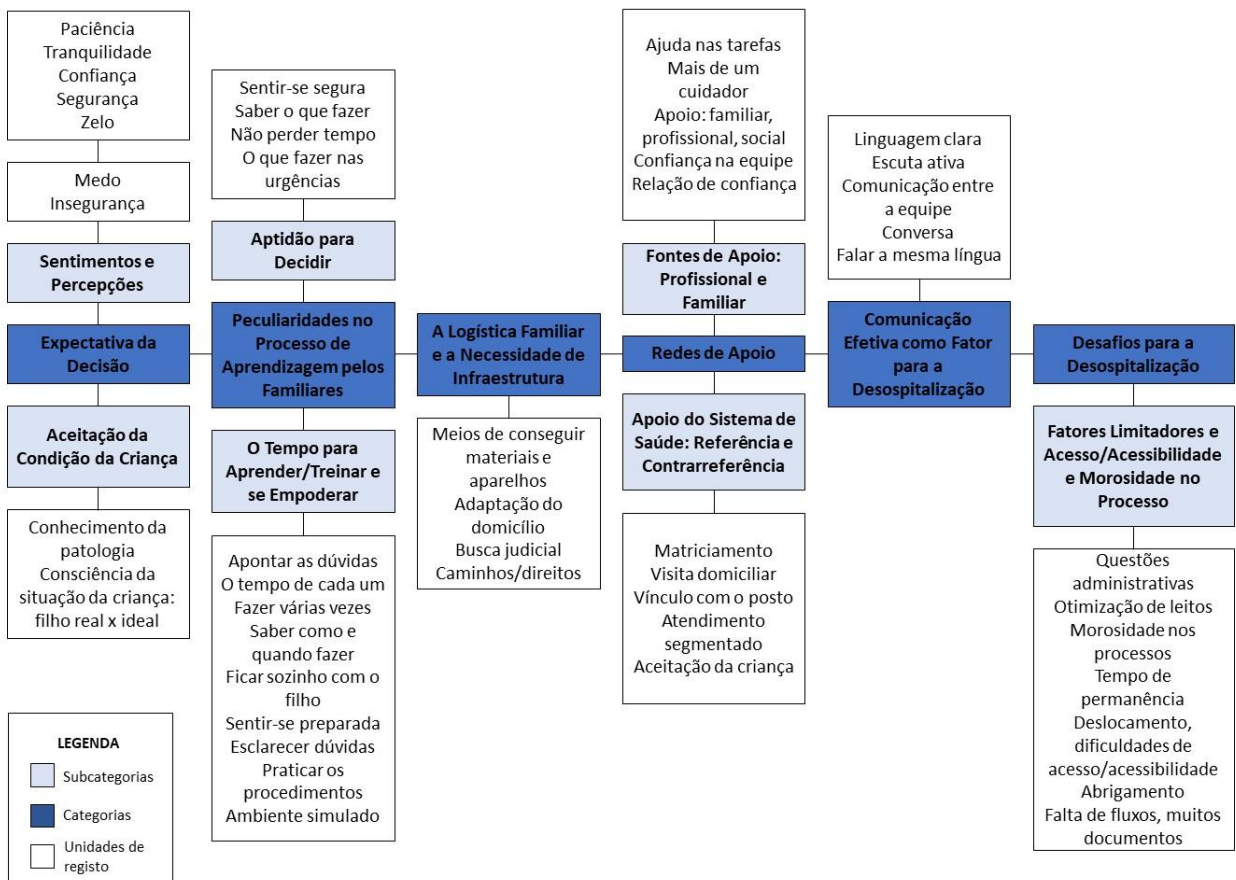 Paciência
Tranquilidade
Confiança
Segurança
Zelo
Medo
Insegurança
Sentimentos e
Percepções
Expectativa da
Decisão
Aceitação da
Condição da Criança
Conhecimento da
patologia
Consciência da
situação da criança:
filho real x ideal
Sentir-se segura
Saber o que fazer
Não perder tempo
O que fazer nas
urgências
Aptidão para
Decidir
Peculiaridades no
Processo de
Aprendizagem pelos
Familiares
O Tempo para
Aprender/Treinar e
se Empoderar
Apontar as dúvidas
O tempo de cada um
Fazer várias vezes
Saber como e
quando fazer
Ficar sozinho com o
filho
Sentir-se preparada
Esclarecer dúvidas
Praticar os
procedimentos
Ambiente simulado
A Logística Familiar
e a Necessidade de
Infraestrutura
Meios de conseguir
materiais e
aparelhos
Adaptação do
domicílio
Busca judicial
Caminhos/direitos
Ajuda nas tarefas
Mais de um
cuidador
Apoio: familiar,
profissional, social
Confiança na equipe
Relação de confiança
Fontes de Apoio:
Profissional e
Familiar
Redes de Apoio
Apoio do Sistema de
Saúde: Referência e
Contrarreferência
Matriciamento
Visita domiciliar
Vínculo com o posto
Atendimento
segmentado
Aceitação da criança
Linguagem clara
Escuta ativa
Comunicação entre
a equipe
Conversa
Falar a mesma língua
Comunicação
Efetiva como Fator
para a
Desospitalização
Desafios para a
Desospitalização
Fatores Limitadores e
Acesso/Acessibilidade
e Morosidade no
Processo
Questões
administrativas
Otimização de leitos
Morosidade nos
processos
Tempo de
permanência
Deslocamento,
dificuldades de
acesso/acessibilidade
Abrigamento
Falta de fluxos, muitos
documentos
LEGENDA
Subcategorias
Categorias
Unidades de
registo